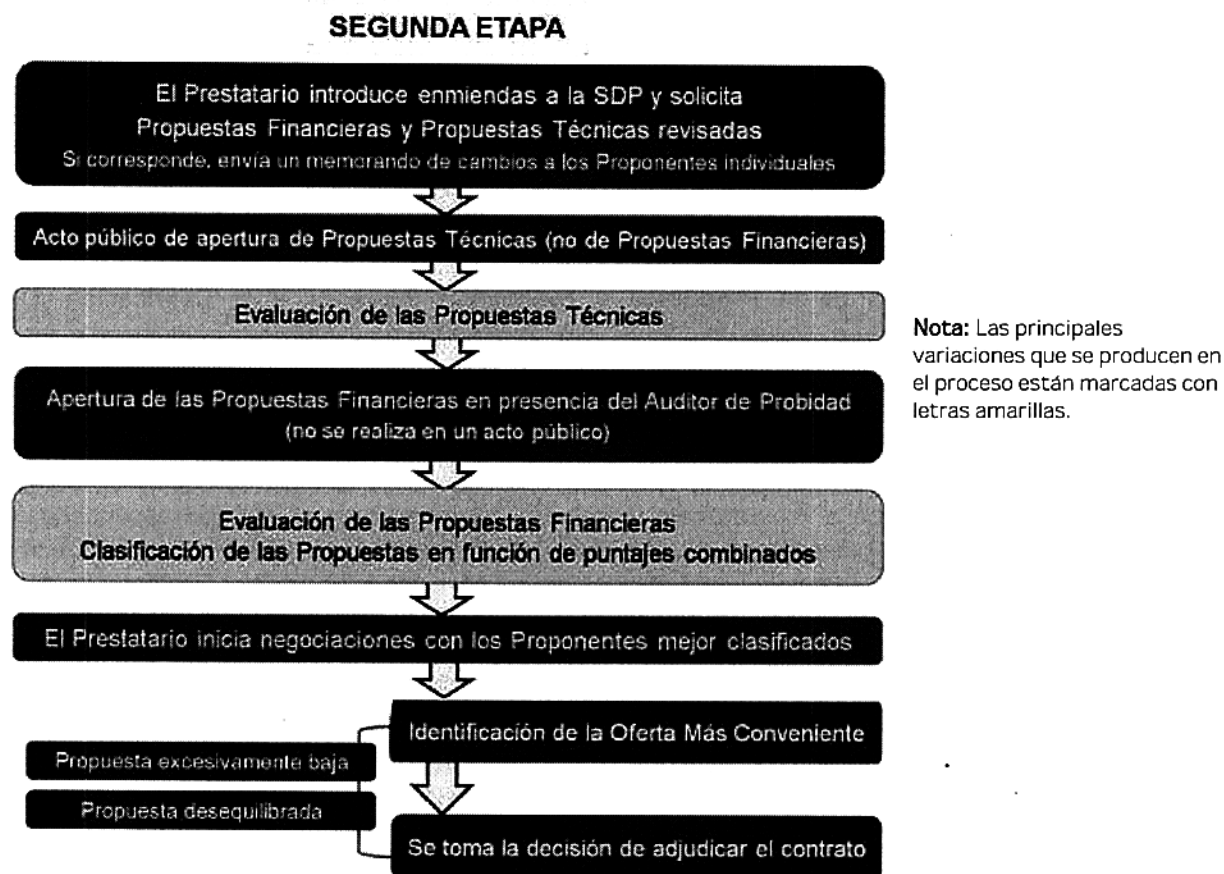 SEGUNDA ETAPA
El Prestatario introduce enmiendas a la SDP y solicita
Propuestas Financieras y Propuestas Técnicas revisadas
Si corresponde, envía un memorando de cambios a los Proponentes individuales
Acto público de apertura de Propuestas Técnicas (no de Propuestas Financieras)
Evaluación de las Propuestas Técnicas
Nota: Las principales
variaciones que se producen en
el proceso están marcadas con
letras amarillas.
Apertura de las Propuestas Financieras en presencia del Auditor de Probidad
(no se realiza en un acto público)
Evaluación de las Propuestas Financieras
Clasificación de las Propuestas en función de puntajes combinados
El Prestatario inicia negociaciones con los Proponentes mejor clasificados
Identificación de la Oferta Más Conveniente
Propuesta excesivamente baja
Propuesta desequilibrada
Se toma la decisión de adjudicar el contrato